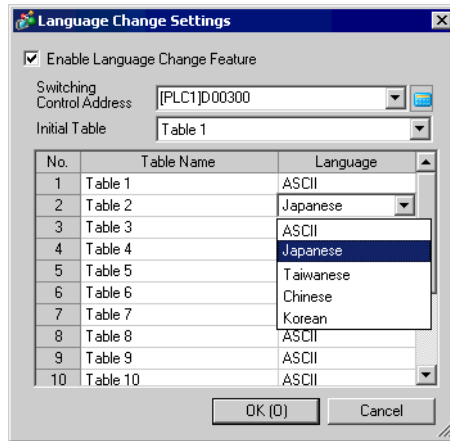 Language Change Settings
Enable Language Change Feature
Switching
Control Address [PLC1]D00300
Initial Table Table 1
No. Table Name Language
1 Table 1 ASCII
2 Table 2 Japanese
3 Table 3 ASCII
4 Table 4 Japanese
5 Table 5 Taiwanese
6 Table 6 Chinese
7 Table 7 Korean
8 Table 8 ASCII
9 Table 9 ASCII
10 Table 10 ASCII
OK (O) Cancel